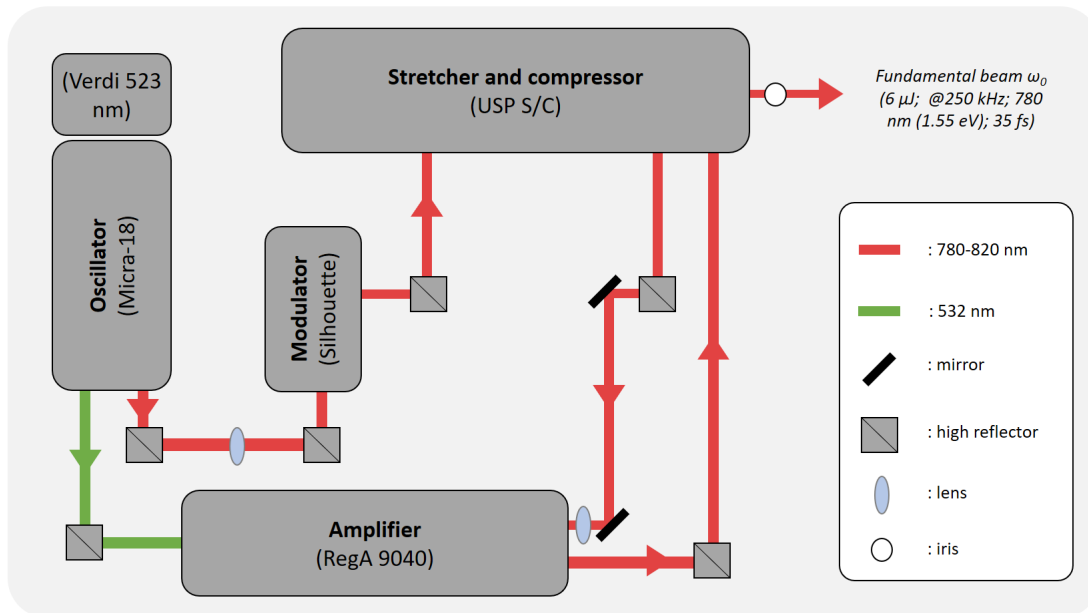 (Verdi 523
nm)
Oscillator
(Micra-18)
Modulator
(Silhouette)
Stretcher and compressor
(USP S/C)
Fundamental beam ω₀
(6 µJ; @250 kHz; 780
nm (1.55 eV); 35 fs)
Amplifier
(RegA 9040)
: 780-820 nm
: 532 nm
: mirror
: high reflector
: lens
: iris